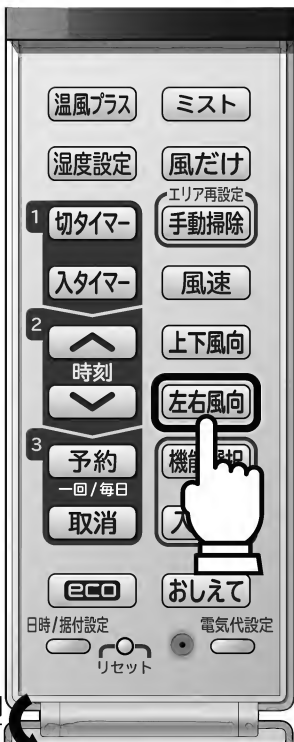 温風プラス
ミスト
湿度設定
風だけ
エリア再設定
1
切タイマー
手動掃除
入タイマー
風速
2
上下風向
時刻
左右風向
3
予約
一回/毎日
取消
eco
おしえて
日時/据付設定
電気代設定
リセット